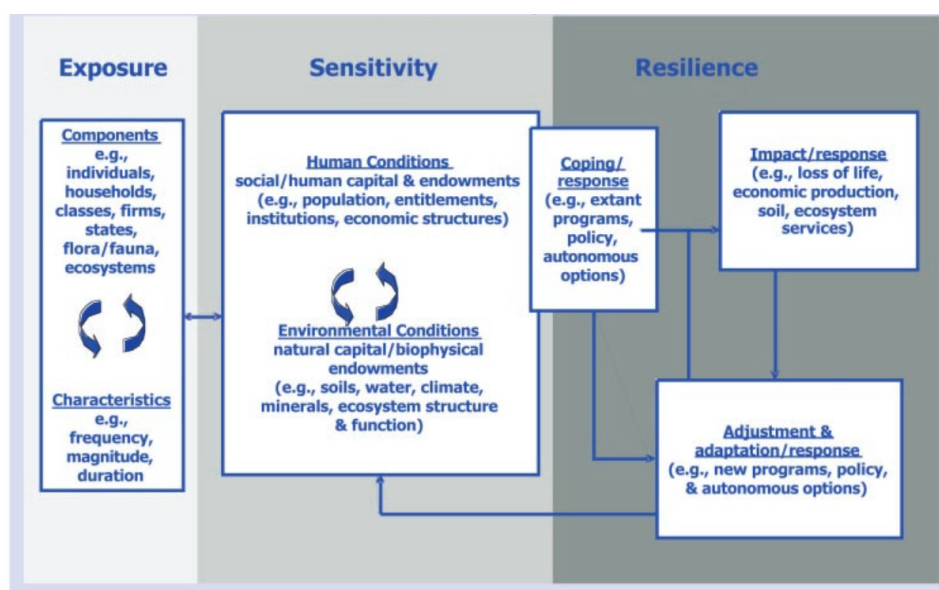 Exposure
Sensitivity
Resilience
Components
e.g.,
individuals,
households,
classes, firms,
states,
flora/fauna,
ecosystems
Characteristics
e.g.,
frequency,
magnitude,
duration
Human Conditions
social/human capital & endowments
(e.g., population, entitlements,
institutions, economic structures)
Environmental Conditions
natural capital/biophysical
endowments
(e.g., soils, water, climate,
minerals, ecosystem structure
& function)
Coping/
response
(e.g., extant
programs,
policy,
autonomous
options)
Impact/response
(e.g., loss of life,
economic production,
soil, ecosystem
services)
Adjustment &
adaptation/response
(e.g., new programs, policy,
& autonomous options)